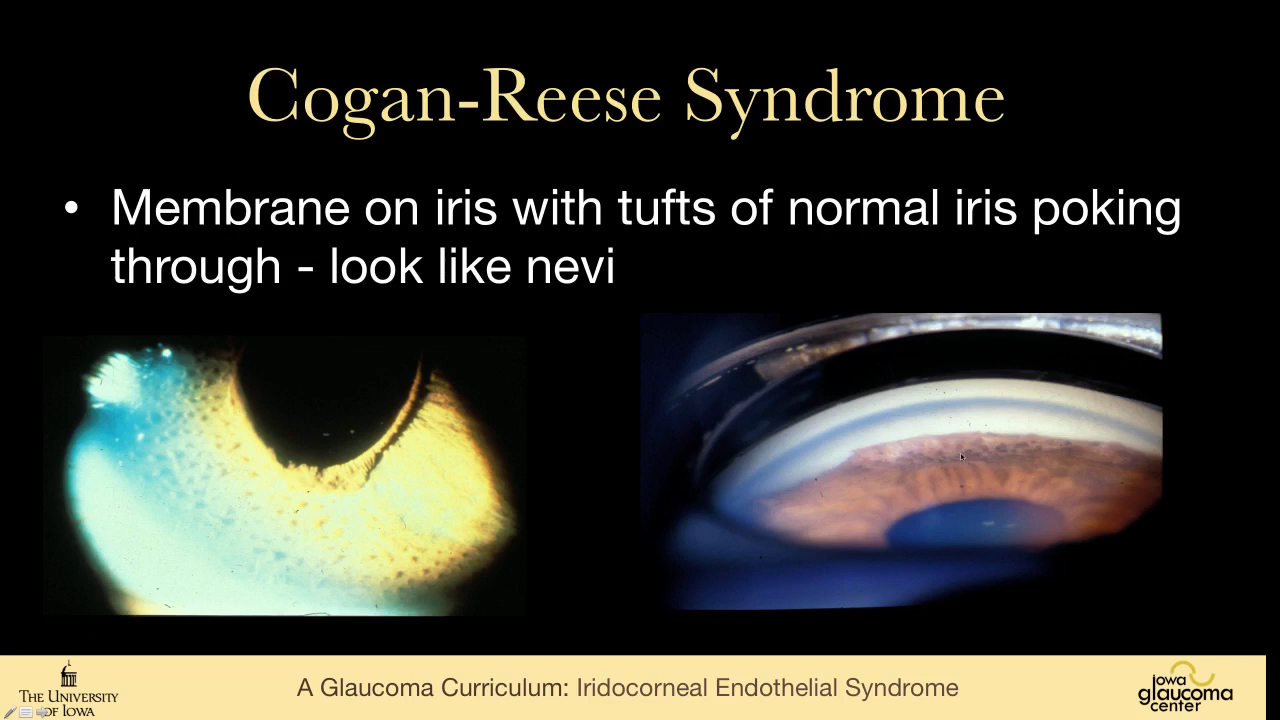 Cogan-Reese Syndrome
• Membrane on iris with tufts of normal iris poking
through - look like nevi
THE UNIVERSITY
OF IOWA
A Glaucoma Curriculum: Iridocorneal Endothelial Syndrome
iowa
glaucoma
center